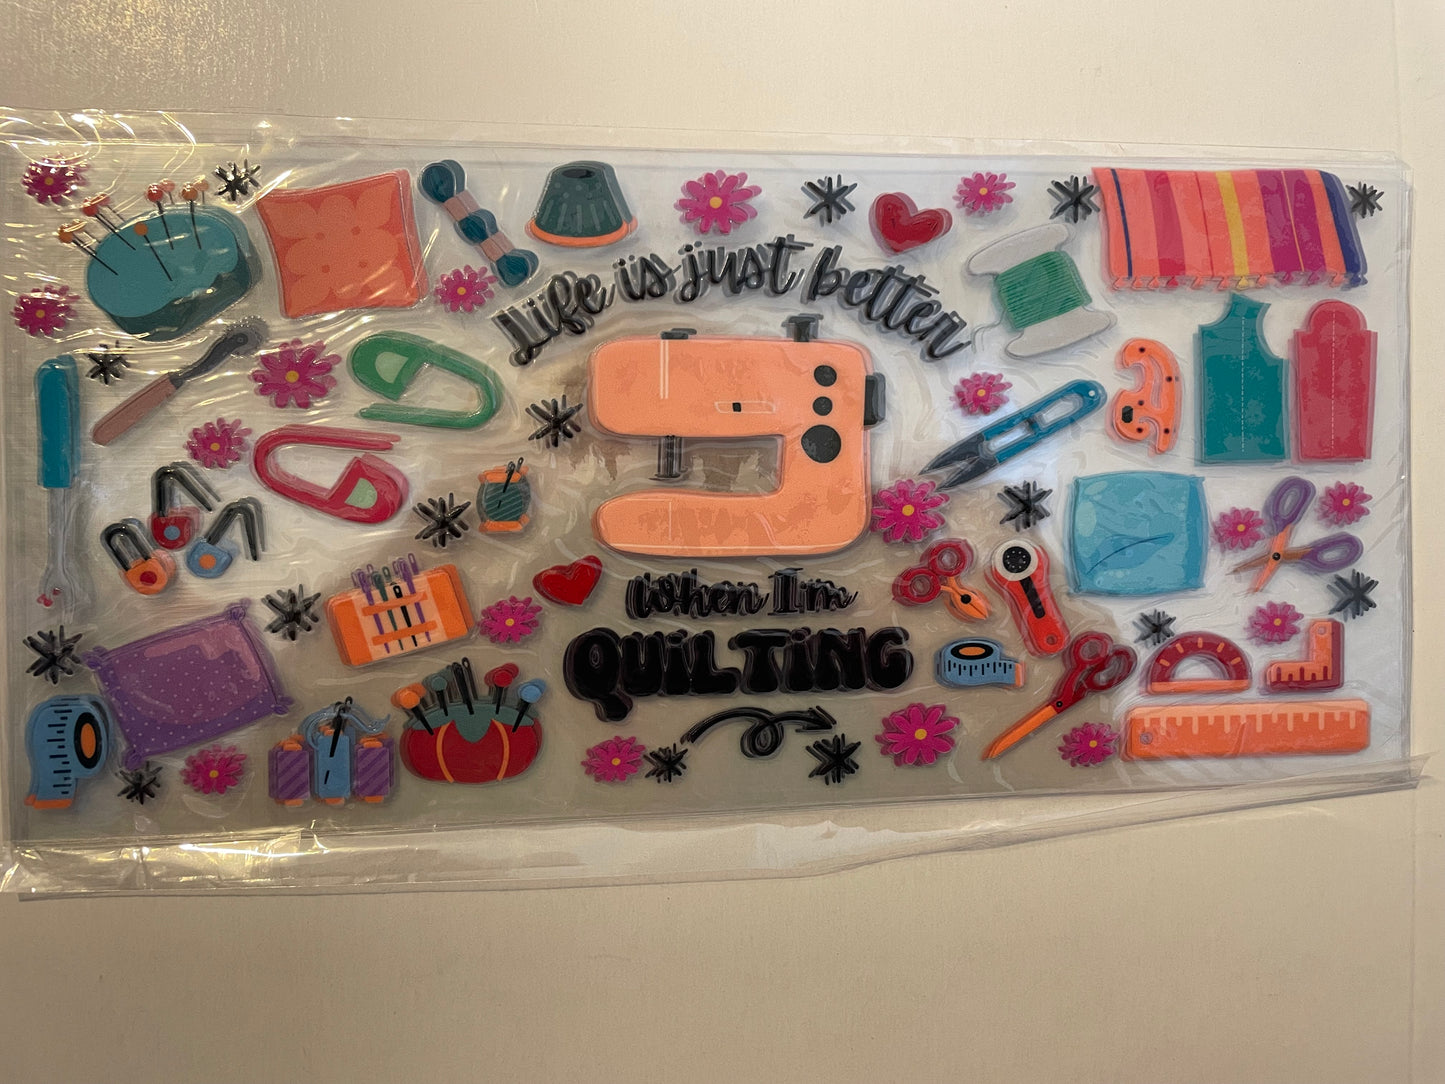 Life is just better
When I'm
QUILTING